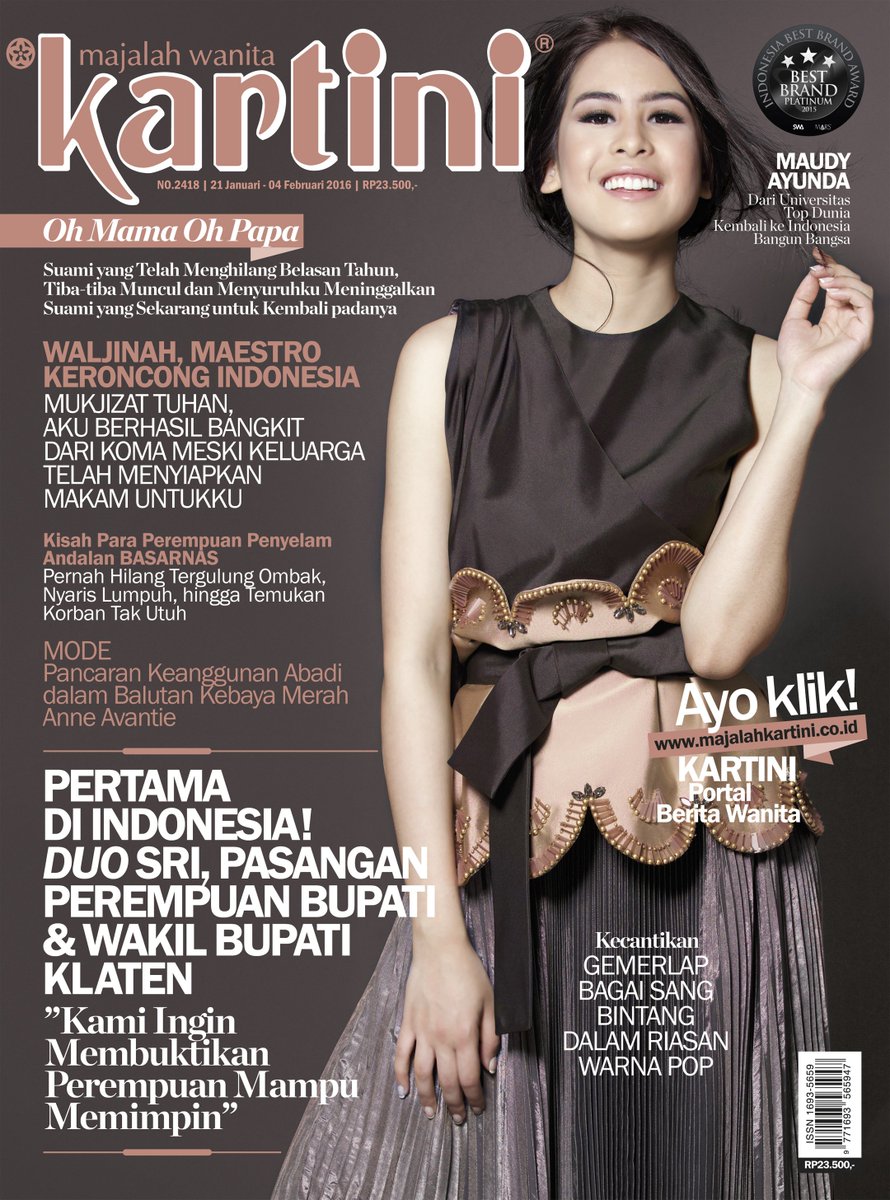 majalah wanita
kartini®
NO.2418 | 21 Januari - 04 Februari 2016 | RP23.500,-
INDONESIA BEST BRAND AWARD
BEST
BRAND
PLATINUM
2015
SWA MARS
MAUDY
AYUNDA
Dari Universitas
Top Dunia
Kembali ke Indonesia
Bangun Bangsa
Oh Mama Oh Papa
Suami yang Telah Menghilang Belasan Tahun,
Tiba-tiba Muncul dan Menyuruhku Meninggalkan
Suami yang Sekarang untuk Kembali padanya
WALJINAH, MAESTRO
KERONCONG INDONESIA
MUKJIZAT TUHAN,
AKU BERHASIL BANGKIT
DARI KOMA MESKI KELUARGA
TELAH MENYIAPKAN
MAKAM UNTUKKU
Kisah Para Perempuan Penyelam
Andalan BASARNAS
Pernah Hilang Tergulung Ombak,
Nyaris Lumpuh, hingga Temukan
Korban Tak Utuh
MODE
Pancaran Keanggunan Abadi
dalam Balutan Kebaya Merah
Anne Avantie
Ayo klik!
www.majalahkartini.co.id
KARTINI
Portal
Berita Wanita
PERTAMA
DI INDONESIA!
DUO SRI, PASANGAN
PEREMPUAN BUPATI
& WAKIL BUPATI
KLATEN
"Kami Ingin
Membuktikan
Perempuan Mampu
Memimpin"
Kecantikan
GEMERLAP
BAGAI SANG
BINTANG
DALAM RIASAN
WARNA POP
ISSN 1693-5659
9 771693 565947
RP23.500,-